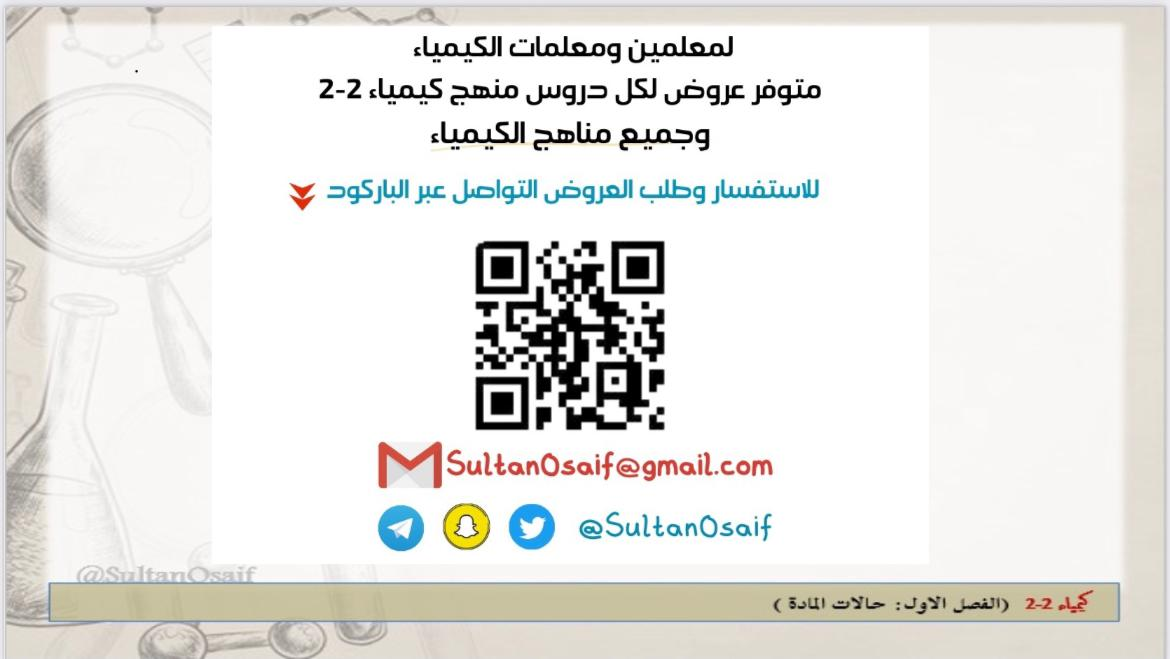 لمعلمين ومعلمات الكيمياء
متوفر عروض لكل دروس منهج كيمياء 2-2
وجميع مناهج الكيمياء
للاستفسار وطلب العروض التواصل عبر الباركود
SultanOsaif@gmail.com
@SultanOsaif
@SultanOsaif
كيمياء 2-2 (الفصل الاول: حالات المادة )